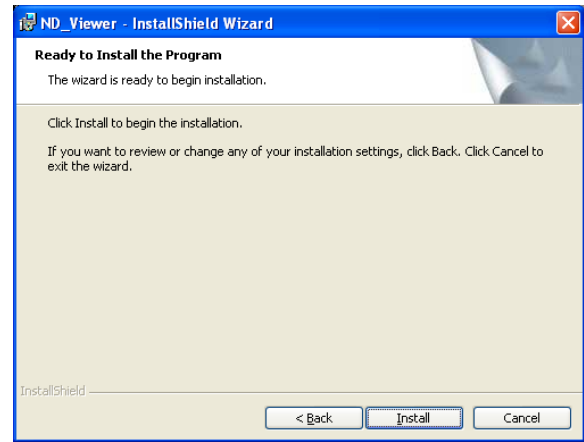 ND_Viewer - InstallShield Wizard
Ready to Install the Program
The wizard is ready to begin installation.
Click Install to begin the installation.
If you want to review or change any of your installation settings, click Back. Click Cancel to
exit the wizard.
InstallShield
< Back Install Cancel